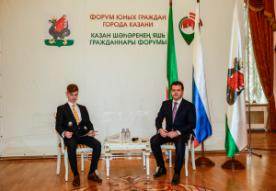 ФОРУМ ЮНЫХ ГРАЖДАН
ГОРОДА КАЗАНИ
КАЗАН ШӘҺӘРЕНЕҢ ЯШЬ
ГРАЖДАННАРЫ ФОРУМЫ